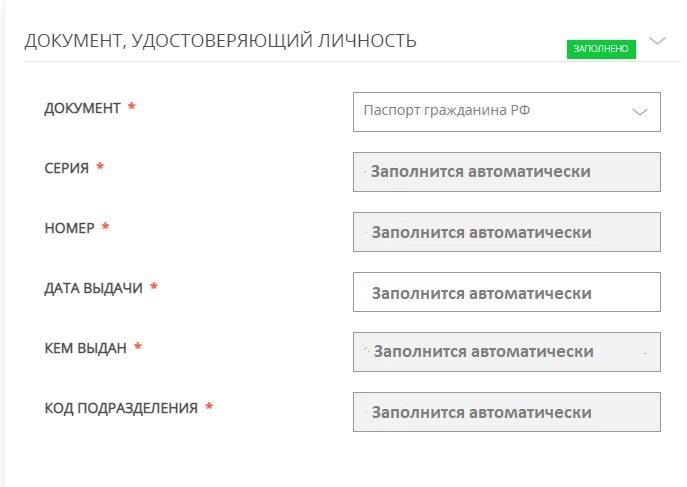 ДОКУМЕНТ, УДОСТОВЕРЯЮЩИЙ ЛИЧНОСТЬ ЗАПОЛНЕНО
ДОКУМЕНТ * Паспорт гражданина РФ
СЕРИЯ * Заполнится автоматически
НОМЕР * Заполнится автоматически
ДАТА ВЫДАЧИ * Заполнится автоматически
КЕМ ВЫДАН * Заполнится автоматически
КОД ПОДРАЗДЕЛЕНИЯ * Заполнится автоматически